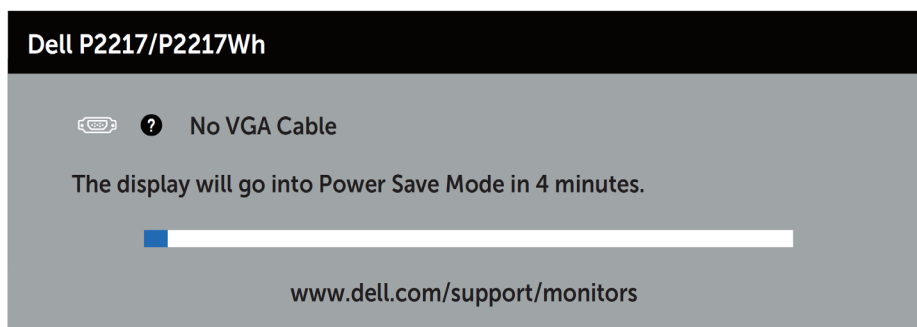 Dell P2217/P2217Wh
? No VGA Cable
The display will go into Power Save Mode in 4 minutes.
www.dell.com/support/monitors